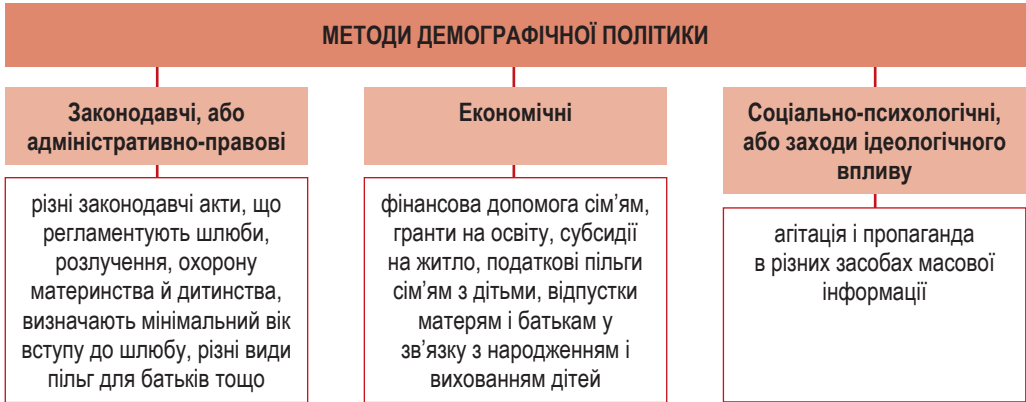 МЕТОДИ ДЕМОГРАФІЧНОЇ ПОЛІТИКИ
Законодавчі, або
адміністративно-правові
різні законодавчі акти, що
регламентують шлюби,
розлучення, охорону
материнства й дитинства,
визначають мінімальний вік
вступу до шлюбу, різні види
пільг для батьків тощо
Економічні
фінансова допомога сім’ям,
гранти на освіту, субсидії
на житло, податкові пільги
сім’ям з дітьми, відпустки
матерям і батькам у
зв’язку з народженням і
вихованням дітей
Соціально-психологічні,
або заходи ідеологічного
впливу
агітація і пропаганда
в різних засобах масової
інформації